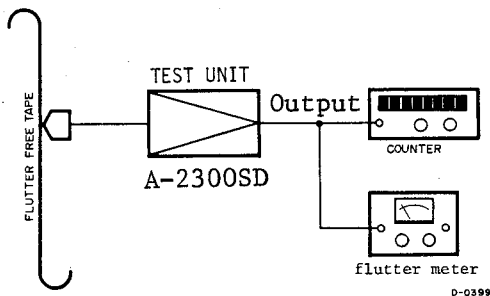 FLUTTER FREE TAPE
TEST UNIT
A-2300SD
Output
COUNTER
flutter meter
D-0399